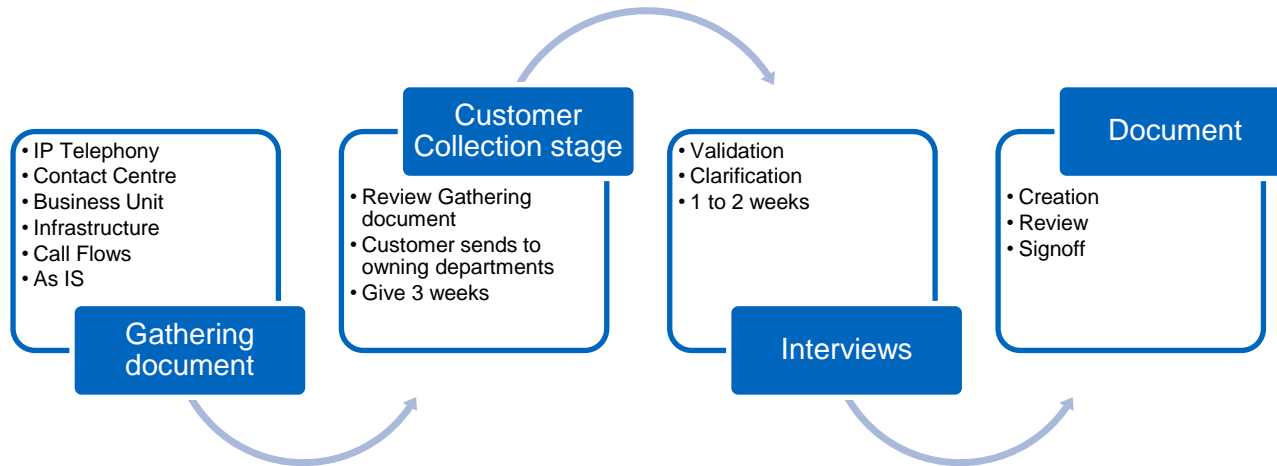 • IP Telephony
• Contact Centre
• Business Unit
• Infrastructure
• Call Flows
• As IS
Gathering
document
Customer
Collection stage
• Review Gathering
document
• Customer sends to
owning departments
• Give 3 weeks
• Validation
• Clarification
• 1 to 2 weeks
Interviews
Document
• Creation
• Review
• Signoff